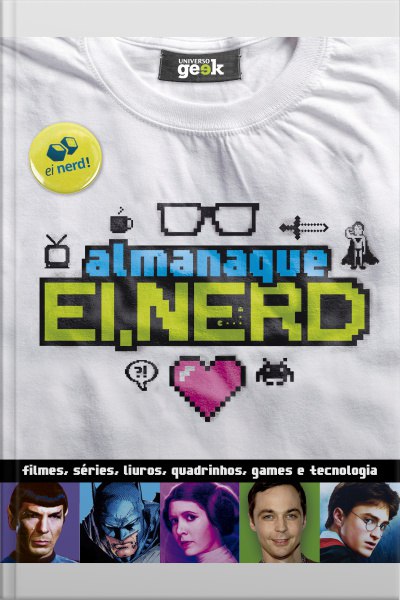 UNIVERSO
geek
ei nerd!
almanaque
EI, NERD
?!
filmes, séries, livros, quadrinhos, games e tecnologia